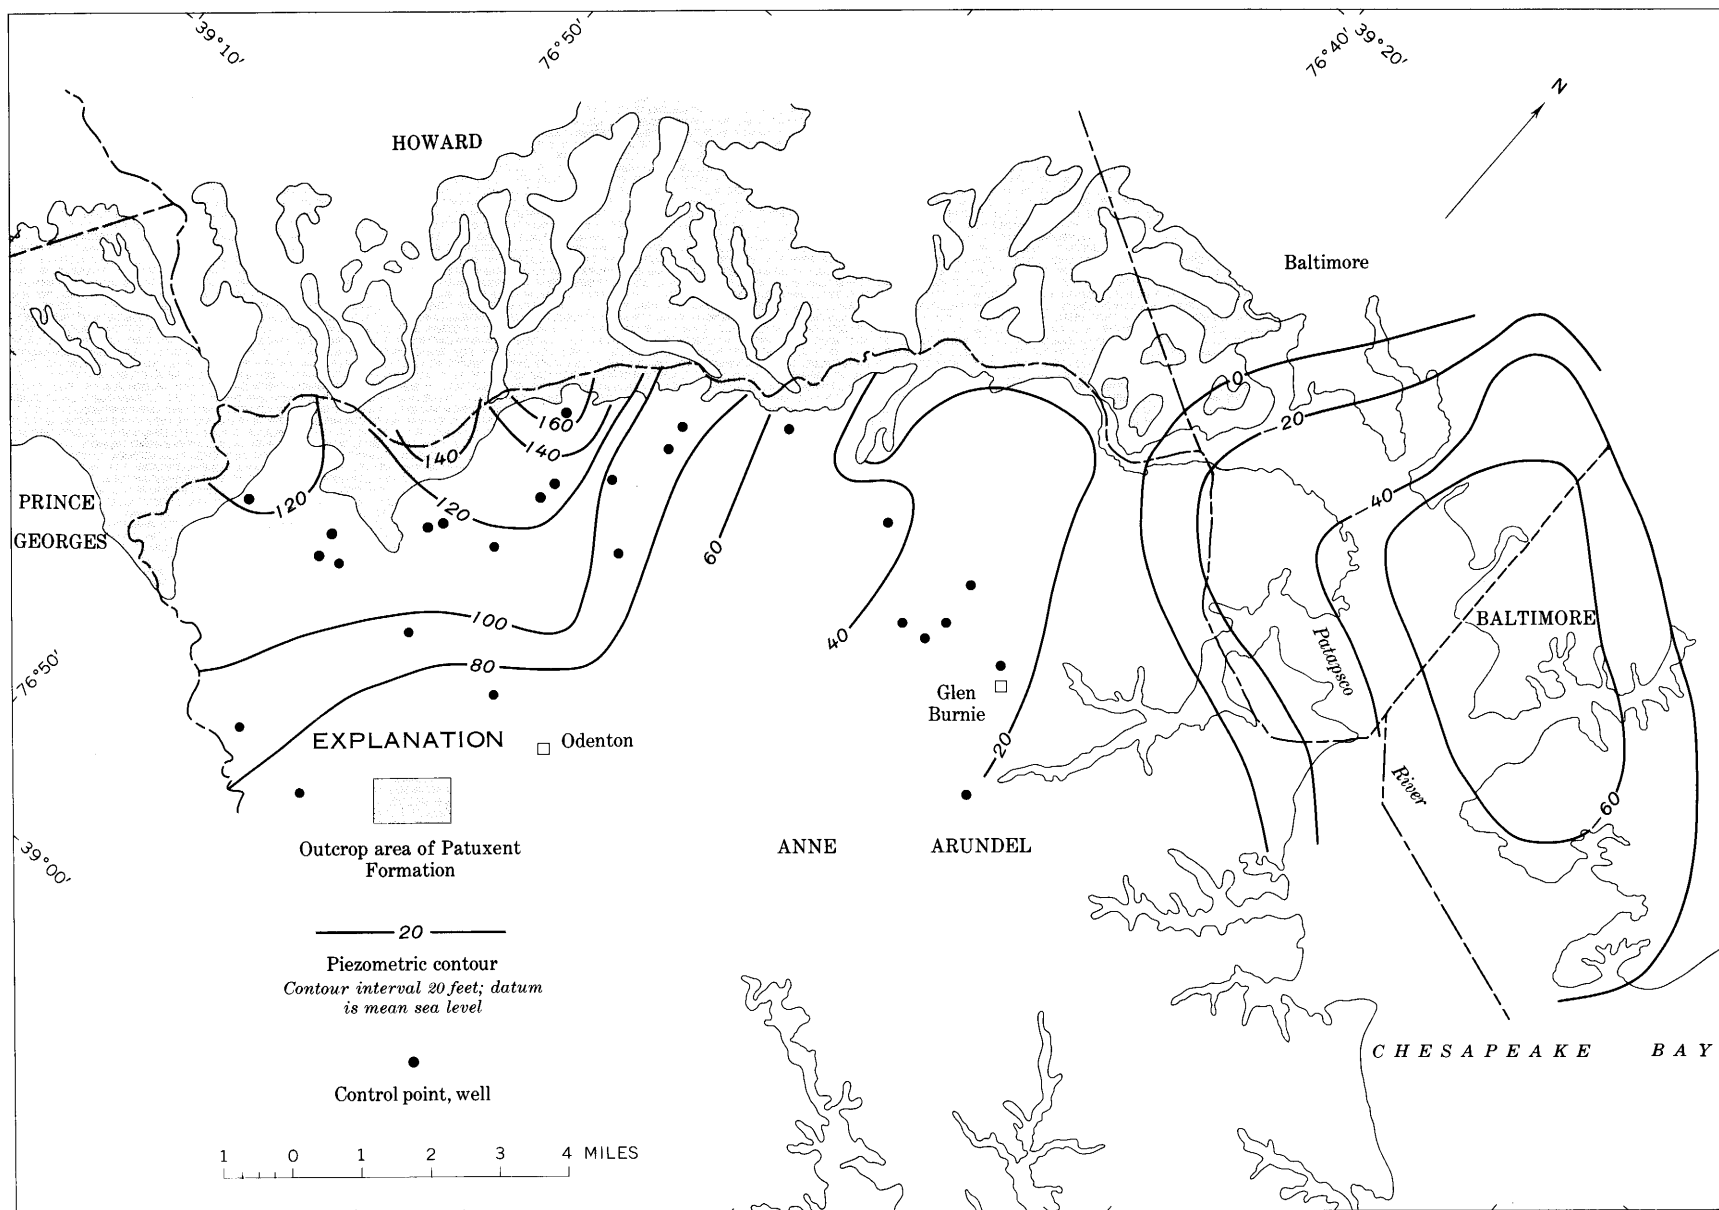 39°10'
76°50'
76°40'
39°20'
N
HOWARD
Baltimore
0
20
160
140
140
PRINCE
GEORGES
120
120
40
60
100
40
80
BALTIMORE
Patapsco
76°50'
Glen
Burnie
EXPLANATION
Odenton
20
River
60
39°00'
Outcrop area of Patuxent
Formation
ANNE ARUNDEL
20
Piezometric contour
Contour interval 20 feet; datum
is mean sea level
CHESAPEAKE BAY
Control point, well
1 0 1 2 3 4 MILES